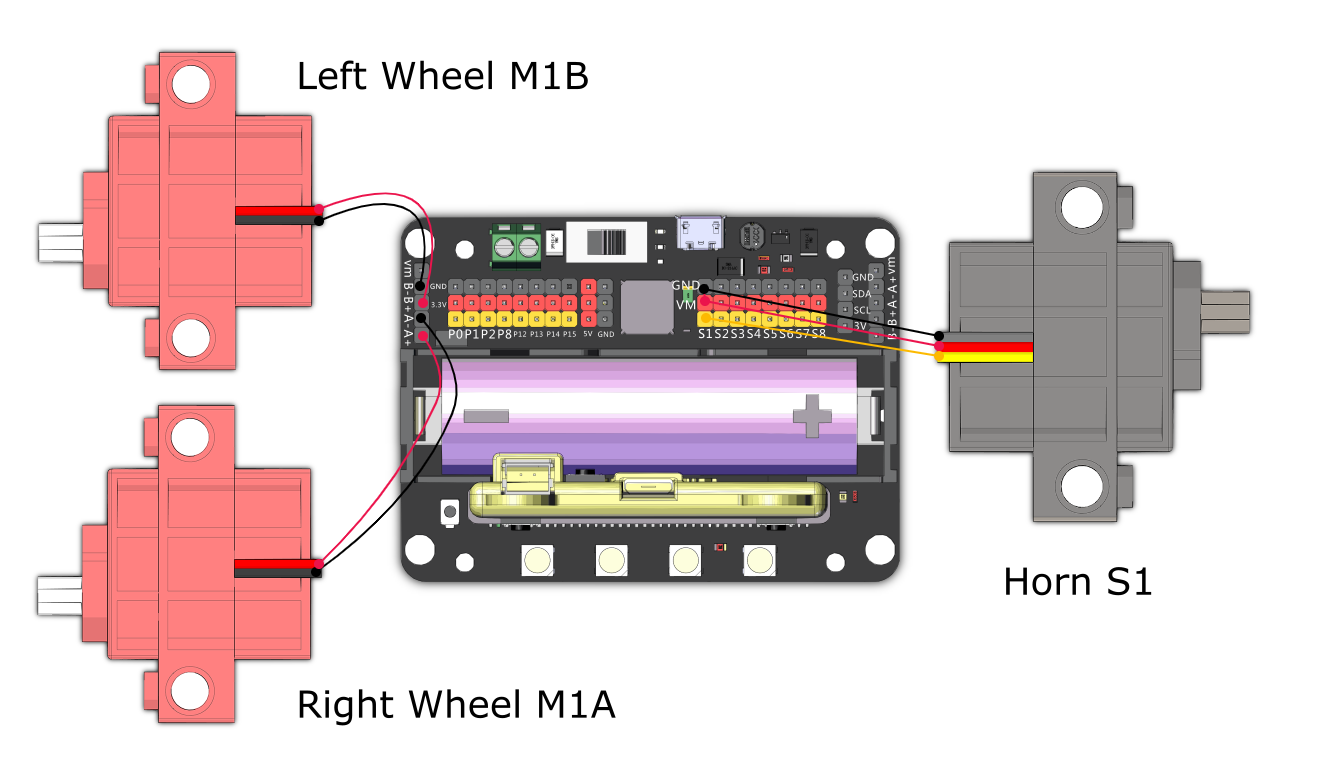 Left Wheel M1B
vm B- B+ A- A+
GND
3.3V
P0 P1 P2 P8 P12 P13 P14 P15 5V GND
GND
VM
S1 S2 S3 S4 S5 S6 S7 S8
GND
SDA
SCL
3V
B- B+ A- A+ vm
Horn S1
Right Wheel M1A